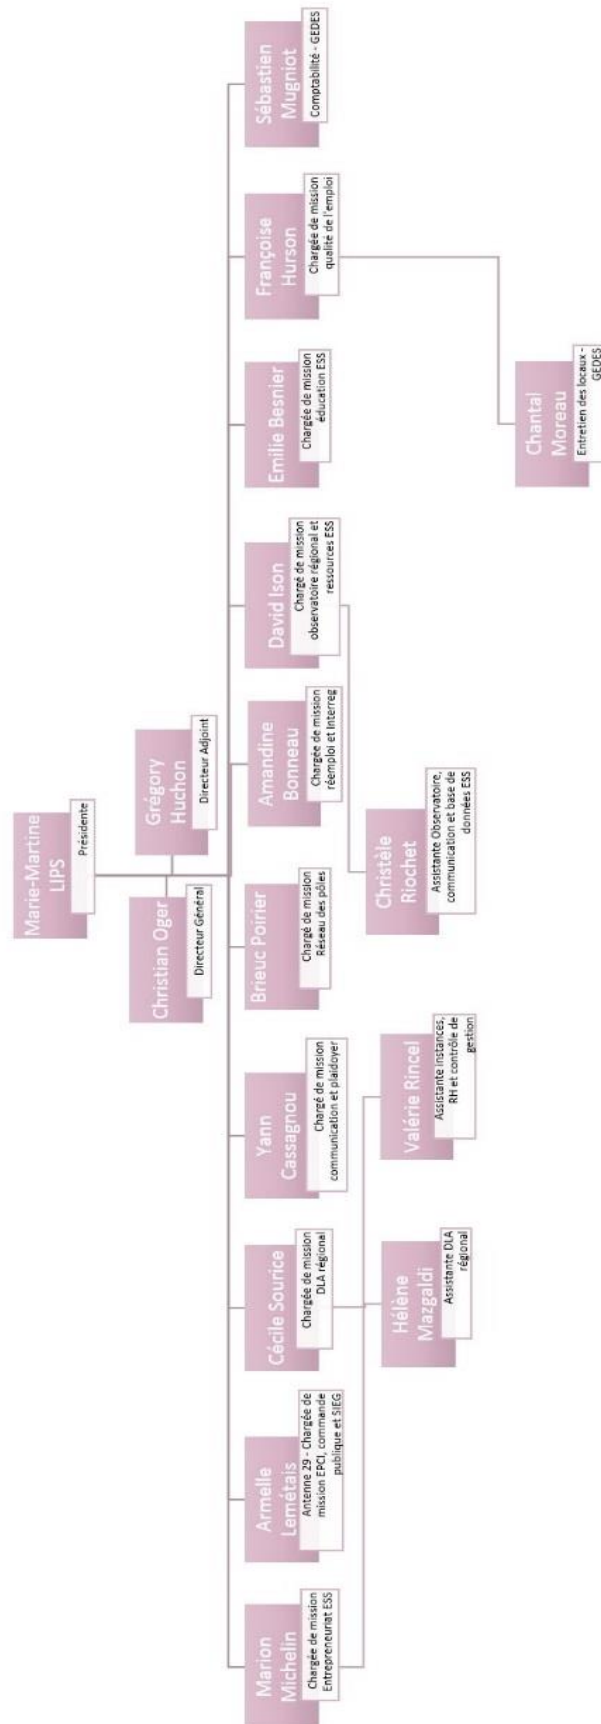 Marie-Martine
LIPS
Présidente
Christian Oger
Directeur Général
Grégory
Huchon
Directeur Adjoint
Marion
Michelin
Chargée de mission
Entrepreneuriat ESS
Armelle
Lemétais
Antenne 29 - Chargée de
mission EPCI, commande
publique et SIEG
Cécile Sourice
Chargée de mission
DLA régional
Yann
Cassagnou
Chargé de mission
communication et plaidoyer
Brieuc Poirier
Chargé de mission
Réseau des pôles
Amandine
Bonneau
Chargée de mission
réemploi et Interreg
David Ison
Chargé de mission
observatoire régional et
ressources ESS
Emilie Besnier
Chargée de mission
éducation ESS
Françoise
Hurson
Chargée de mission
qualité de l'emploi
Sébastien
Mugniot
Comptabilité - GEDES
Hélène
Mazgaldi
Assistante DLA
régional
Valérie Rincel
Assistante instances,
RH et contrôle de
gestion
Christèle
Riochet
Assistante Observatoire,
communication et base de
données ESS
Chantal
Moreau
Entretien des locaux -
GEDES